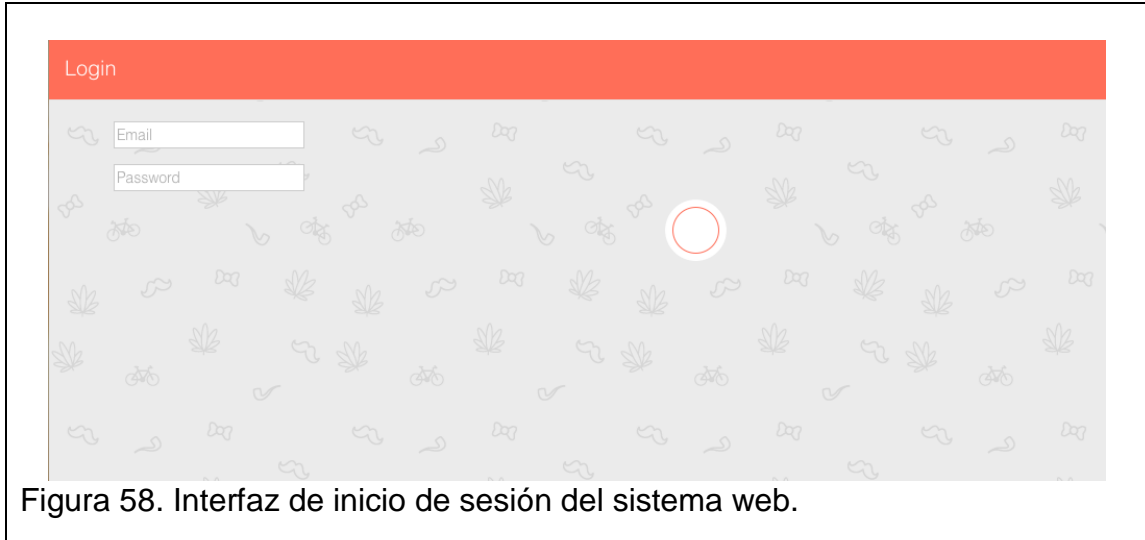 Login
Email
Password
Figura 58. Interfaz de inicio de sesión del sistema web.